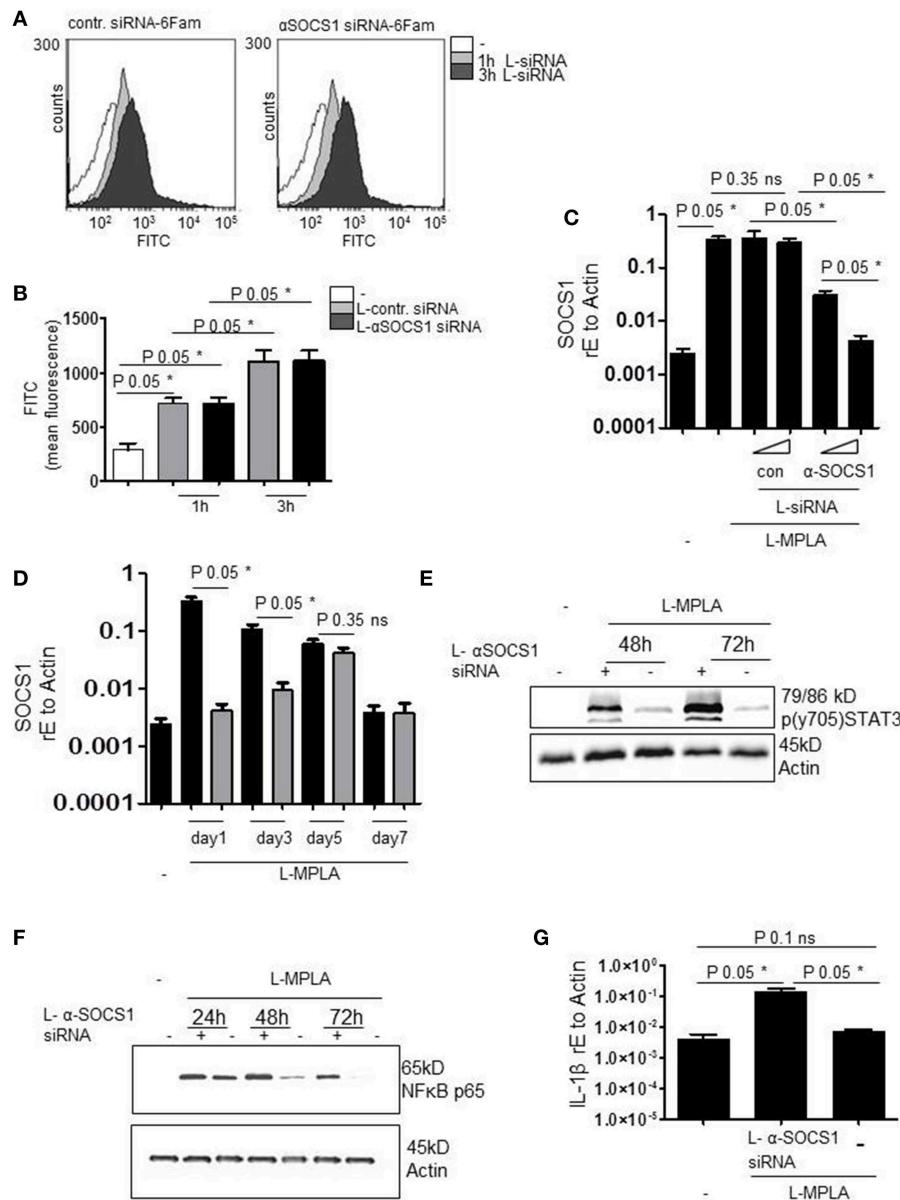 A
contr. siRNA-6Fam
αSOCS1 siRNA-6Fam
300
300
-
1h L-siRNA
3h L-siRNA
counts
counts
10² 10³ 10⁴ 10⁵
10² 10³ 10⁴ 10⁵
FITC
FITC
B
P 0.05 *
P 0.05 *
P 0.05 *
P 0.05 *
-
L-contr. siRNA
L-αSOCS1 siRNA
FITC
(mean fluorescence)
1500
1000
500
0
1h
3h
C
P 0.35 ns
P 0.05 *
P 0.05 *
P 0.05 *
P 0.05 *
SOCS1
rE to Actin
1
0.1
0.01
0.001
0.0001
con
α-SOCS1
L-siRNA
-
L-MPLA
D
P 0.05 *
P 0.05 *
P 0.35 ns
SOCS1
rE to Actin
1
0.1
0.01
0.001
0.0001
day1
day3
day5
day7
-
L-MPLA
E
-
L-MPLA
48h
72h
L- αSOCS1
siRNA
- + - + -
79/86 kD
p(y705)STAT3
45kD
Actin
F
-
L-MPLA
L- α-SOCS1
siRNA
24h
48h
72h
- + - + - + -
65kD
NFκB p65
45kD
Actin
G
P 0.1 ns
P 0.05 *
P 0.05 *
IL-1β rE to Actin
1.0×10⁰
1.0×10⁻¹
1.0×10⁻²
1.0×10⁻³
1.0×10⁻⁴
1.0×10⁻⁵
L- α-SOCS1
siRNA
-
-
L-MPLA